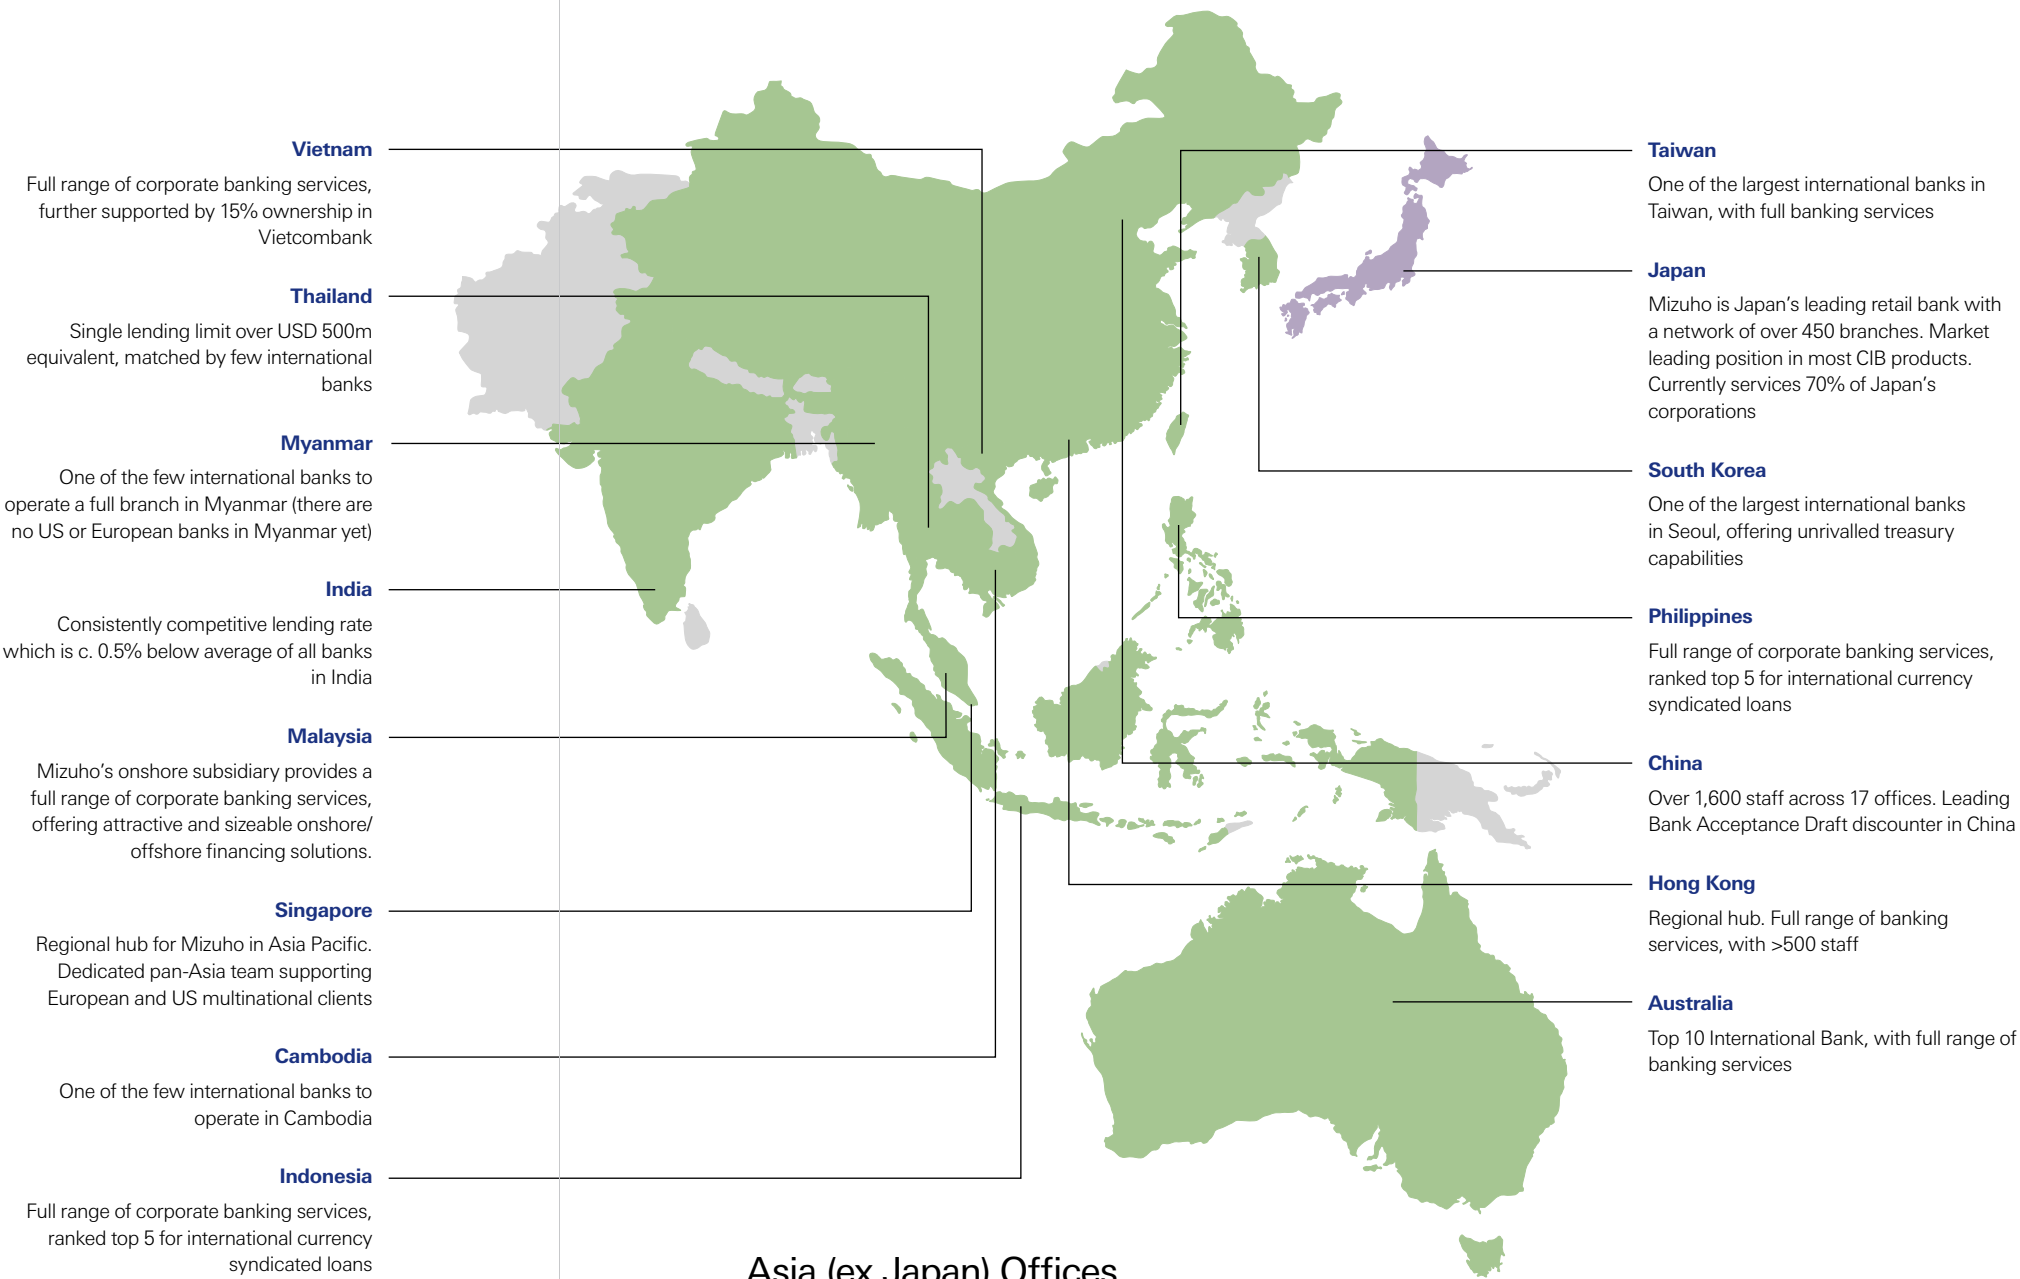 Vietnam
Full range of corporate banking services,
further supported by 15% ownership in
Vietcombank
Thailand
Single lending limit over USD 500m
equivalent, matched by few international
banks
Myanmar
One of the few international banks to
operate a full branch in Myanmar (there are
no US or European banks in Myanmar yet)
India
Consistently competitive lending rate
which is c. 0.5% below average of all banks
in India
Malaysia
Mizuho’s onshore subsidiary provides a
full range of corporate banking services,
offering attractive and sizeable onshore/
offshore financing solutions.
Singapore
Regional hub for Mizuho in Asia Pacific.
Dedicated pan-Asia team supporting
European and US multinational clients
Cambodia
One of the few international banks to
operate in Cambodia
Indonesia
Full range of corporate banking services,
ranked top 5 for international currency
syndicated loans
Taiwan
One of the largest international banks in
Taiwan, with full banking services
Japan
Mizuho is Japan’s leading retail bank with
a network of over 450 branches. Market
leading position in most CIB products.
Currently services 70% of Japan’s
corporations
South Korea
One of the largest international banks
in Seoul, offering unrivalled treasury
capabilities
Philippines
Full range of corporate banking services,
ranked top 5 for international currency
syndicated loans
China
Over 1,600 staff across 17 offices. Leading
Bank Acceptance Draft discounter in China
Hong Kong
Regional hub. Full range of banking
services, with >500 staff
Australia
Top 10 International Bank, with full range of
banking services
Asia (ex Japan) Offices